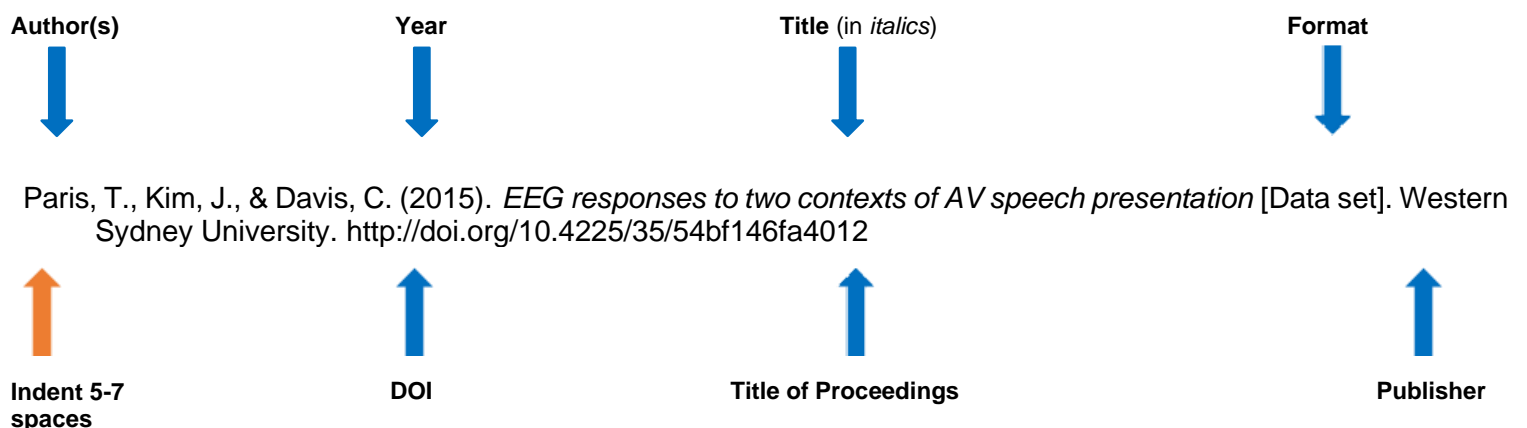 Author(s) Year Title (in italics) Format
Paris, T., Kim, J., & Davis, C. (2015). EEG responses to two contexts of AV speech presentation [Data set]. Western
Sydney University. http://doi.org/10.4225/35/54bf146fa4012
Indent 5-7 DOI Title of Proceedings Publisher
spaces